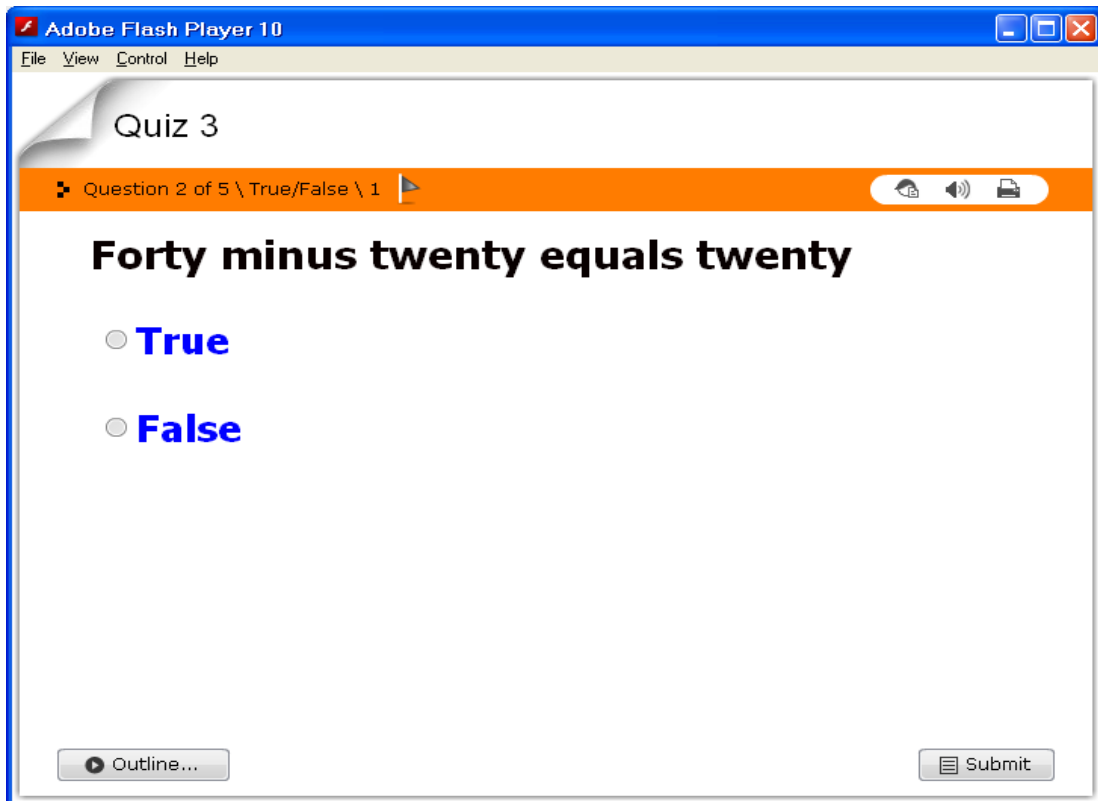 Adobe Flash Player 10
File View Control Help
Quiz 3
Question 2 of 5 \ True/False \ 1
Forty minus twenty equals twenty
True
False
Outline...
Submit